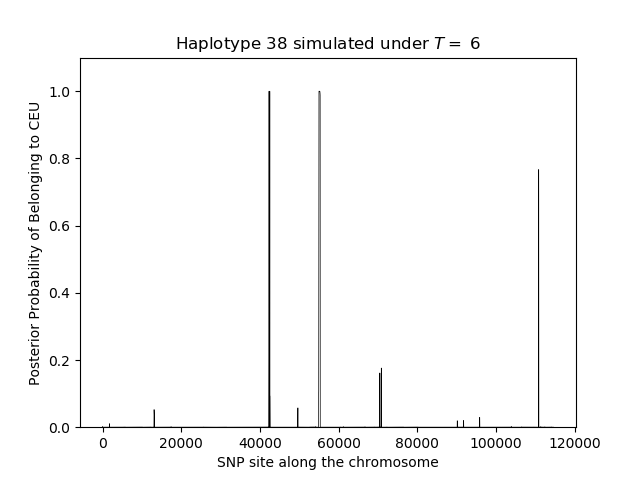 Haplotype 38 simulated under T = 6
Posterior Probability of Belonging to CEU
1.0
0.8
0.6
0.4
0.2
0.0
0 20000 40000 60000 80000 100000 120000
SNP site along the chromosome